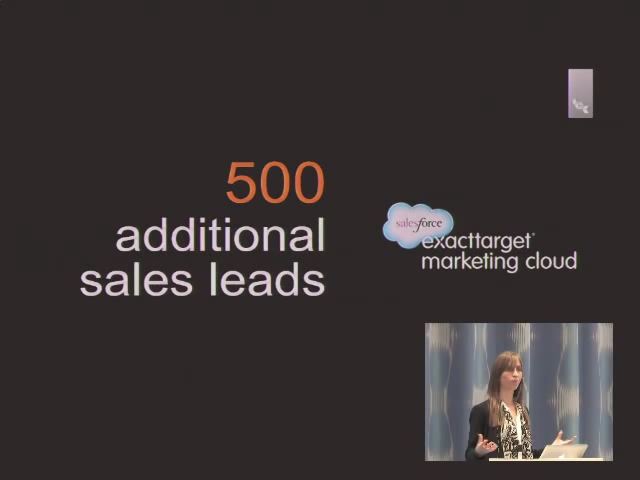 500
additional
sales leads
salesforce
exacttarget
marketing cloud